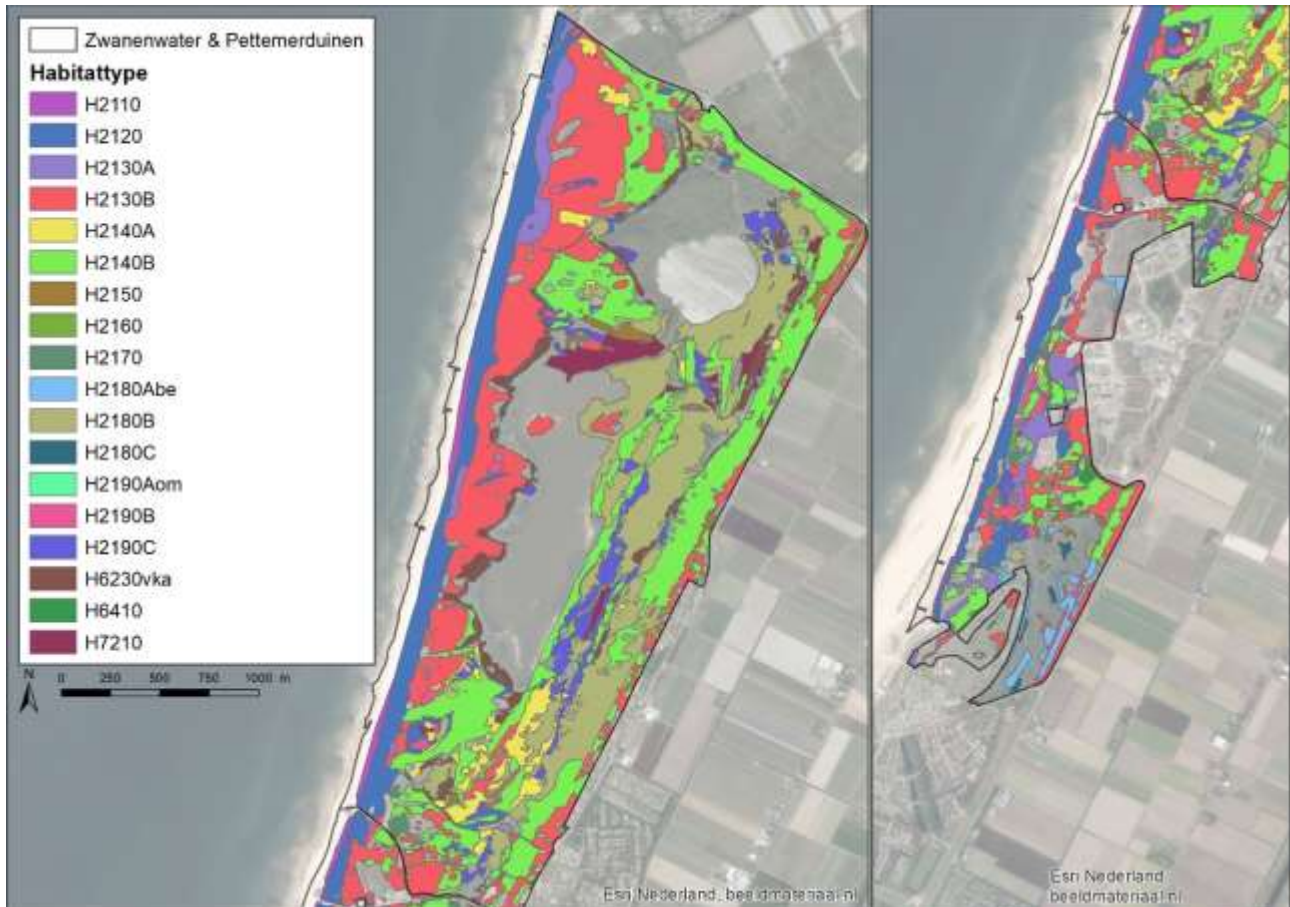 Zwanenwater & Pettemerduinen
Habitattype
H2110
H2120
H2130A
H2130B
H2140A
H2140B
H2150
H2160
H2170
H2180Abe
H2180B
H2180C
H2190Aom
H2190B
H2190C
H6230vka
H6410
H7210
N
0 250 500 750 1000 m
Esri Nederland, beeldmateriaal.nl
Esri Nederland
beeldmateriaal.nl